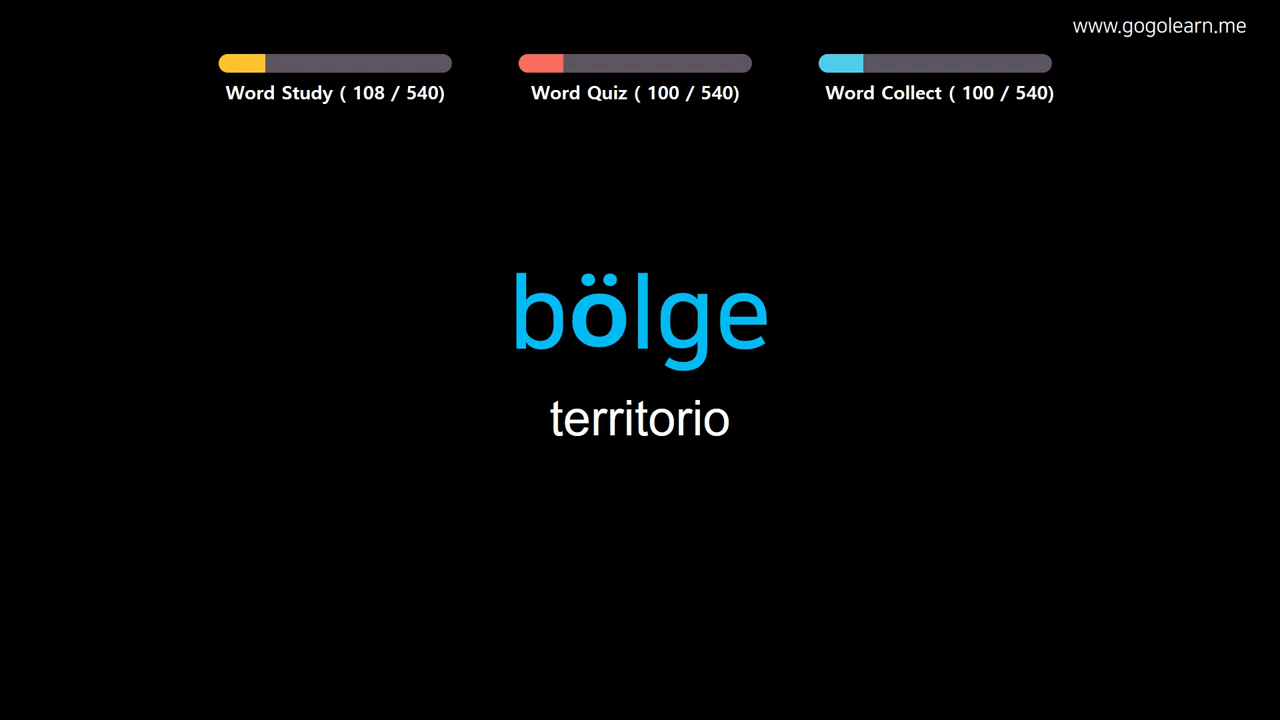 www.gogolearn.me
Word Study ( 108 / 540)
Word Quiz ( 100 / 540)
Word Collect ( 100 / 540)
bölge
territorio